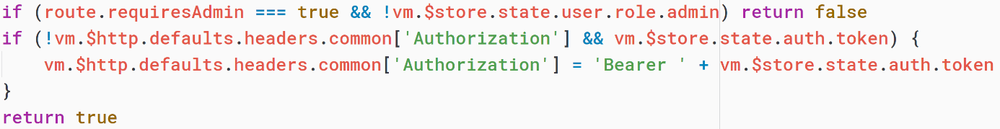 if (route.requiresAdmin === true && !vm.$store.state.user.role.admin) return false
if (!vm.$http.defaults.headers.common['Authorization'] && vm.$store.state.auth.token) {
    vm.$http.defaults.headers.common['Authorization'] = 'Bearer ' + vm.$store.state.auth.token
}
return true